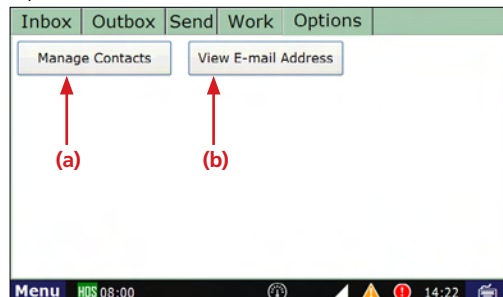 Inbox Outbox Send Work Options
Manage Contacts View E-mail Address
(a) (b)
Menu HOS 08:00 14:22